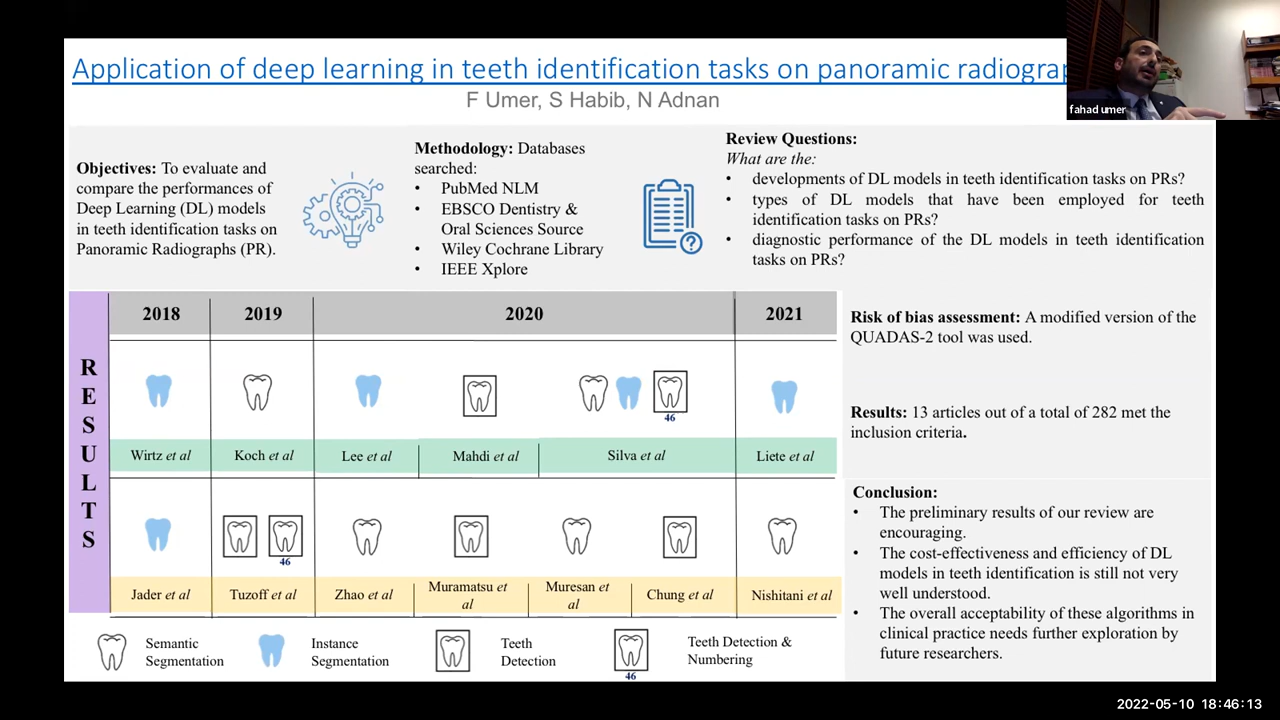 Application of deep learning in teeth identification tasks on panoramic
F Umer, S Habib, N Adnan
fahad umer
Objectives: To evaluate and
compare the performances of
Deep Learning (DL) models
in teeth identification tasks on
Panoramic Radiographs (PR).
Methodology: Databases
searched:
• PubMed NLM
• EBSCO Dentistry &
Oral Sciences Source
• Wiley Cochrane Library
• IEEE Xplore
Review Questions:
What are the:
• developments of DL models in teeth identification tasks on PRs?
• types of DL models that have been employed for teeth
identification tasks on PRs?
• diagnostic performance of the DL models in teeth identification
tasks on PRs?
RESULTS
2018 2019 2020 2021
46
Wirtz et al Koch et al Lee et al Mahdi et al Silva et al Liete et al
46
Jader et al Tuzoff et al Zhao et al Muramatsu et
al Muresan et
al Chung et al Nishitani et al
Semantic
Segmentation
Instance
Segmentation
Teeth
Detection
46
Teeth Detection &
Numbering
Risk of bias assessment: A modified version of the
QUADAS-2 tool was used.
Results: 13 articles out of a total of 282 met the
inclusion criteria.
Conclusion:
• The preliminary results of our review are
encouraging.
• The cost-effectiveness and efficiency of DL
models in teeth identification is still not very
well understood.
• The overall acceptability of these algorithms in
clinical practice needs further exploration by
future researchers.
2022-05-10 18:46:13